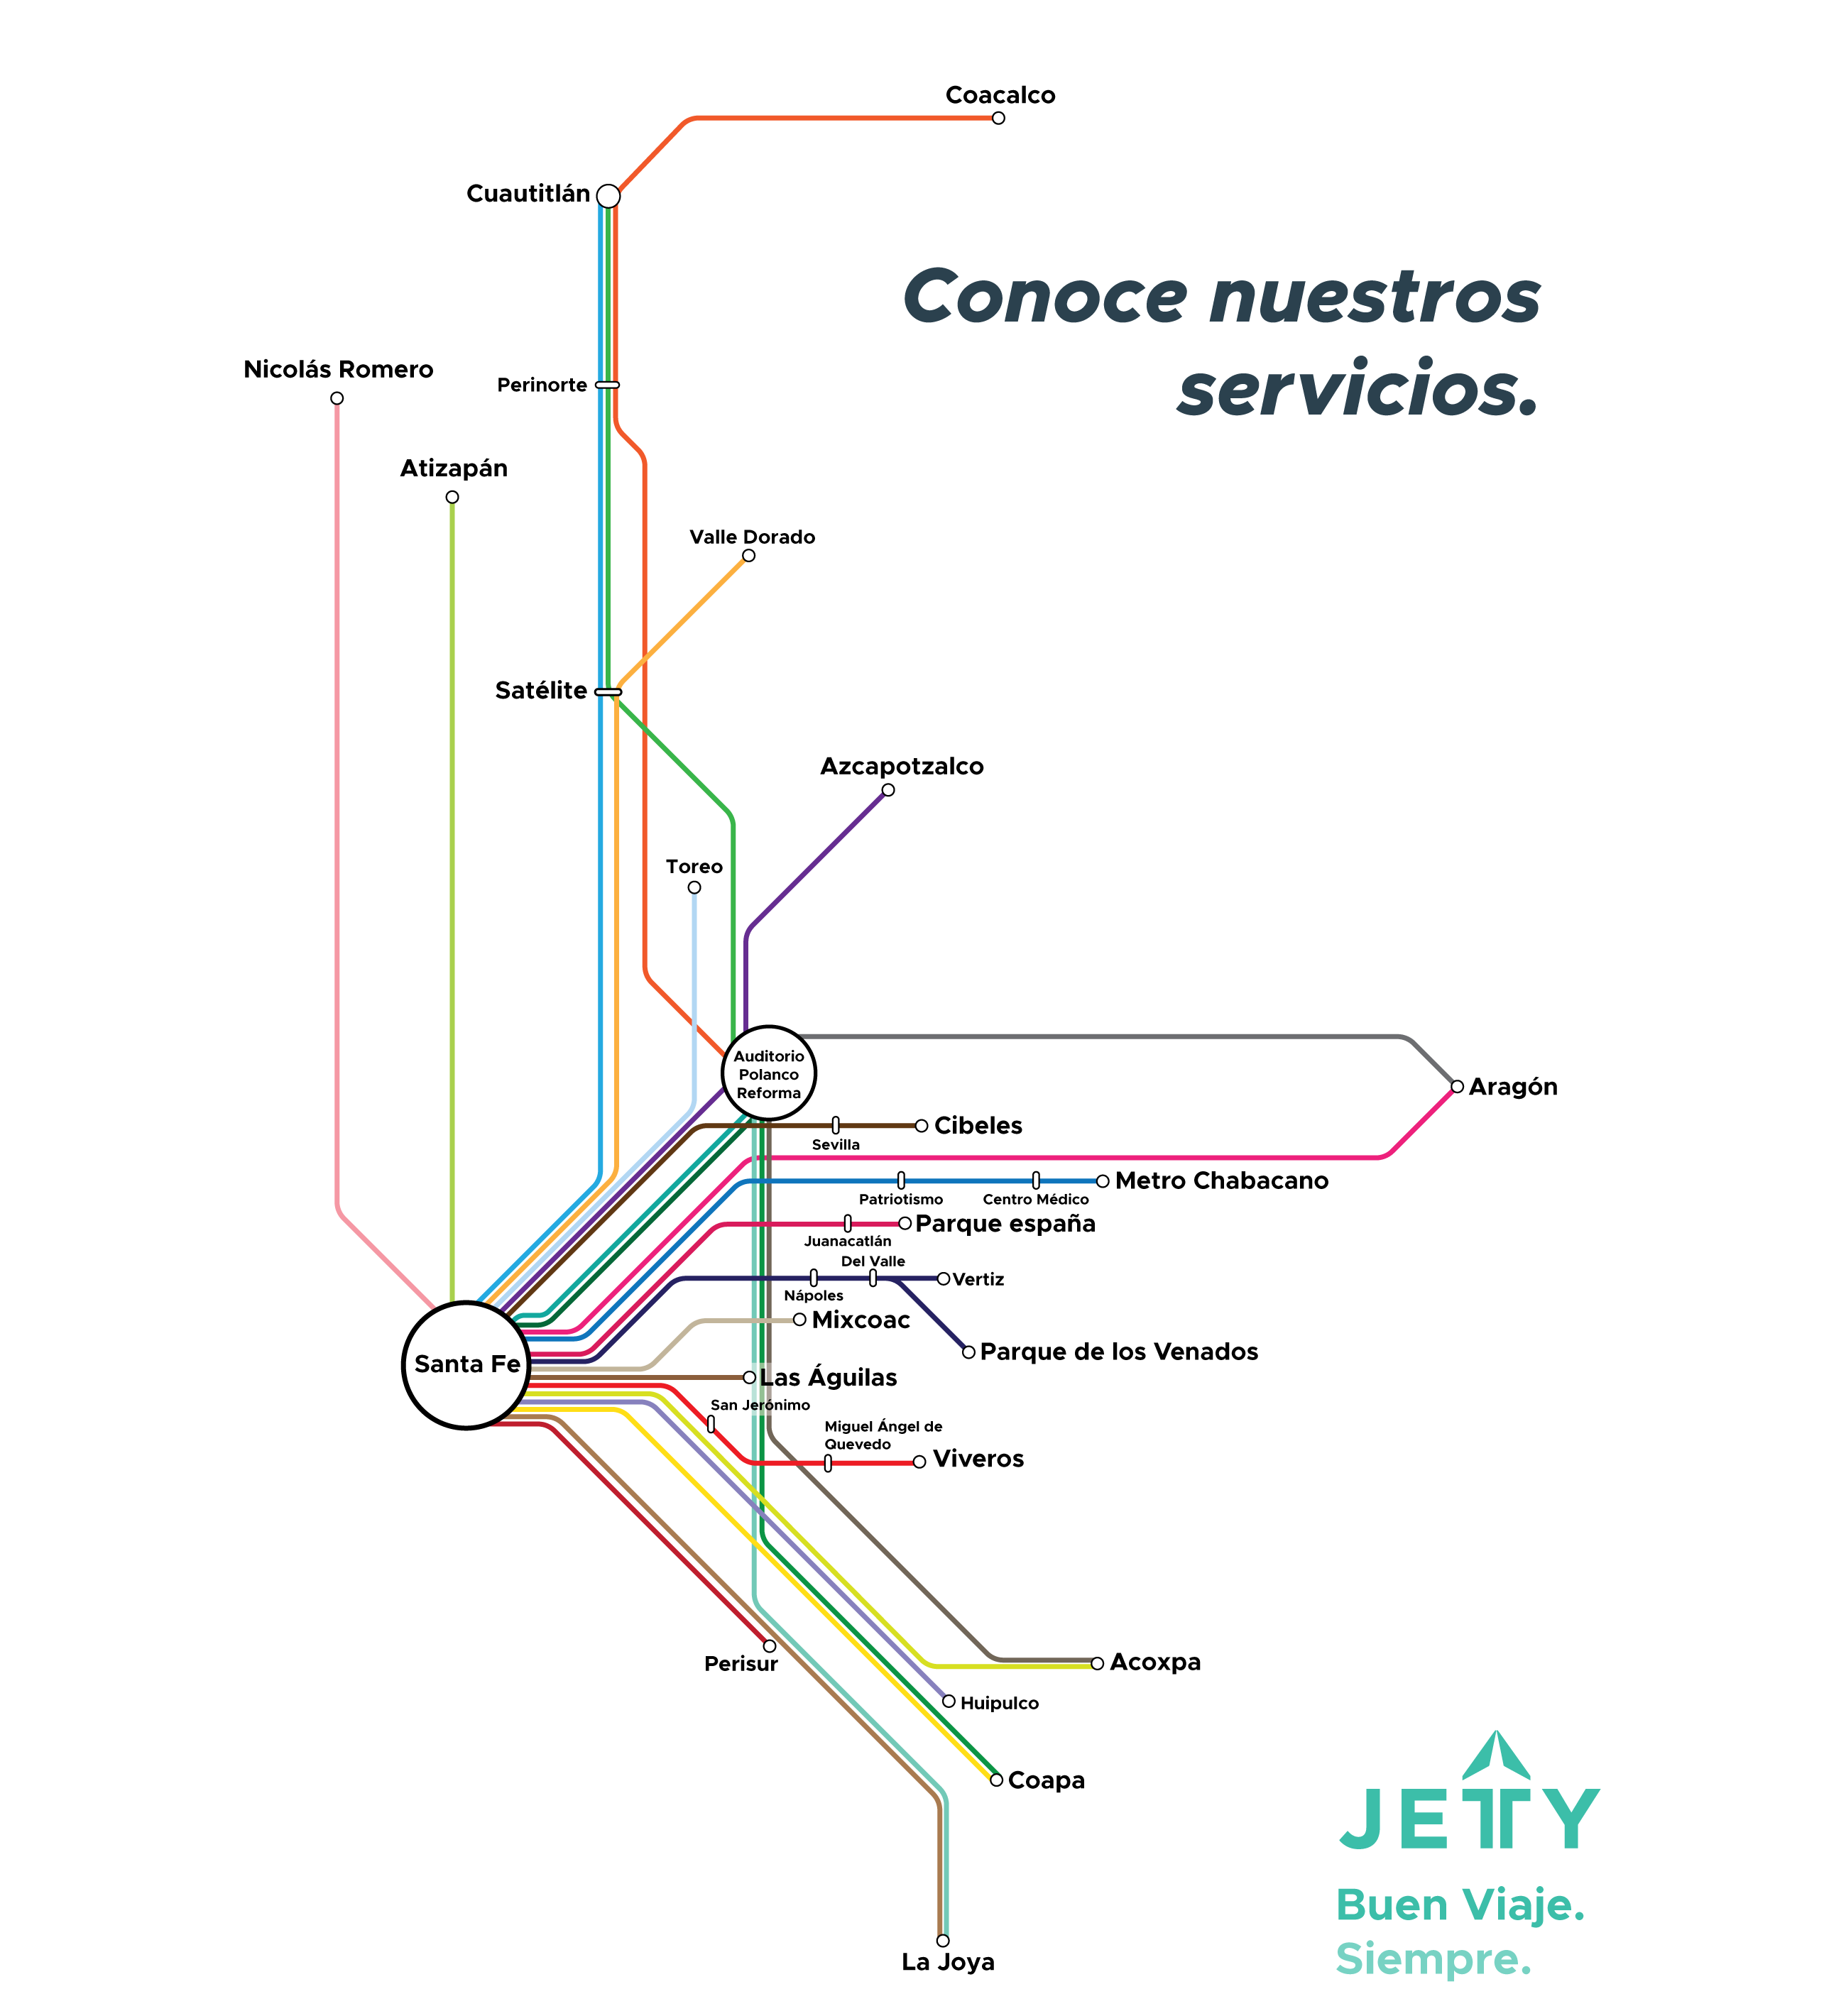 Coacalco
Cuautitlán
Conoce nuestros
servicios.
Nicolás Romero
Perinorte
Atizapán
Valle Dorado
Satélite
Azcapotzalco
Toreo
Auditorio
Polanco
Reforma
Aragón
Cibeles
Sevilla
Metro Chabacano
Patriotismo
Centro Médico
Parque españa
Juanacatlán
Del Valle
Vertiz
Nápoles
Mixcoac
Parque de los Venados
Santa Fe
Las Águilas
San Jerónimo
Miguel Ángel de
Quevedo
Viveros
Perisur
Acoxpa
Huipulco
Coapa
JETTY
Buen Viaje.
Siempre.
La Joya